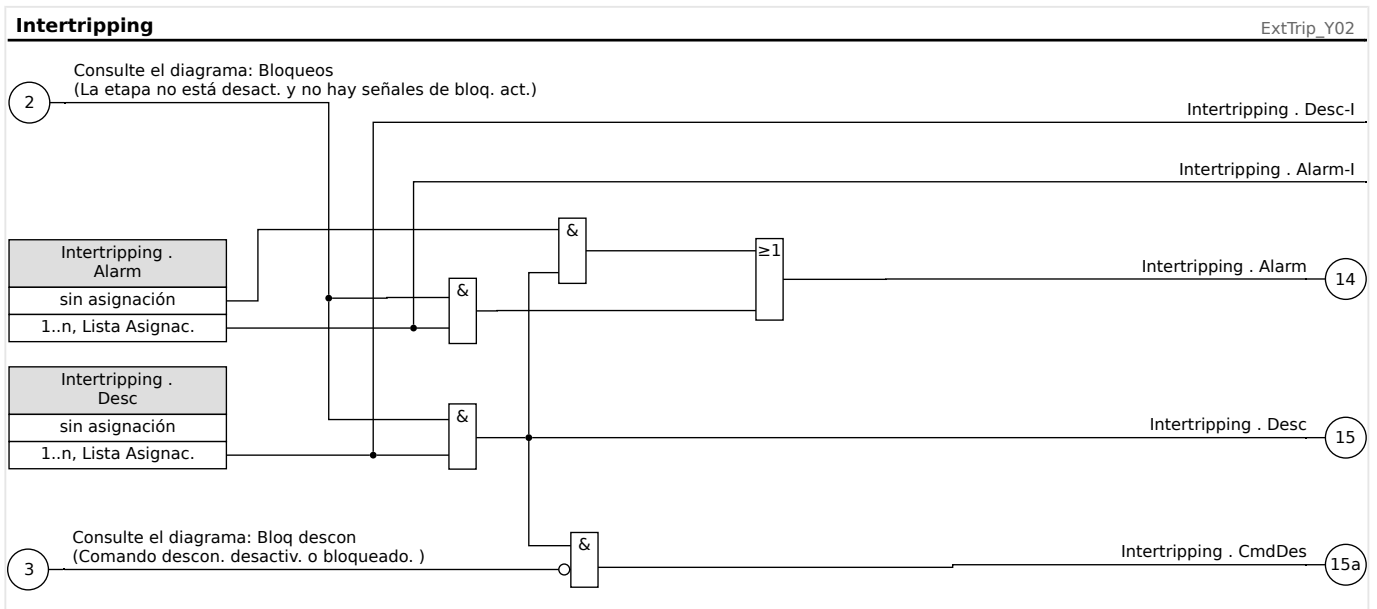 Intertripping
ExtTrip_Y02
Consulte el diagrama: Bloqueos
(La etapa no está desact. y no hay señales de bloq. act.)
2
Intertripping . Desc-I
Intertripping . Alarm-I
&
≥1
Intertripping .
Alarm
sin asignación
1..n, Lista Asignac.
&
Intertripping . Alarm
14
Intertripping .
Desc
sin asignación
1..n, Lista Asignac.
&
Intertripping . Desc
15
Consulte el diagrama: Bloq descon
(Comando descon. desactiv. o bloqueado. )
3
&
Intertripping . CmdDes
15a